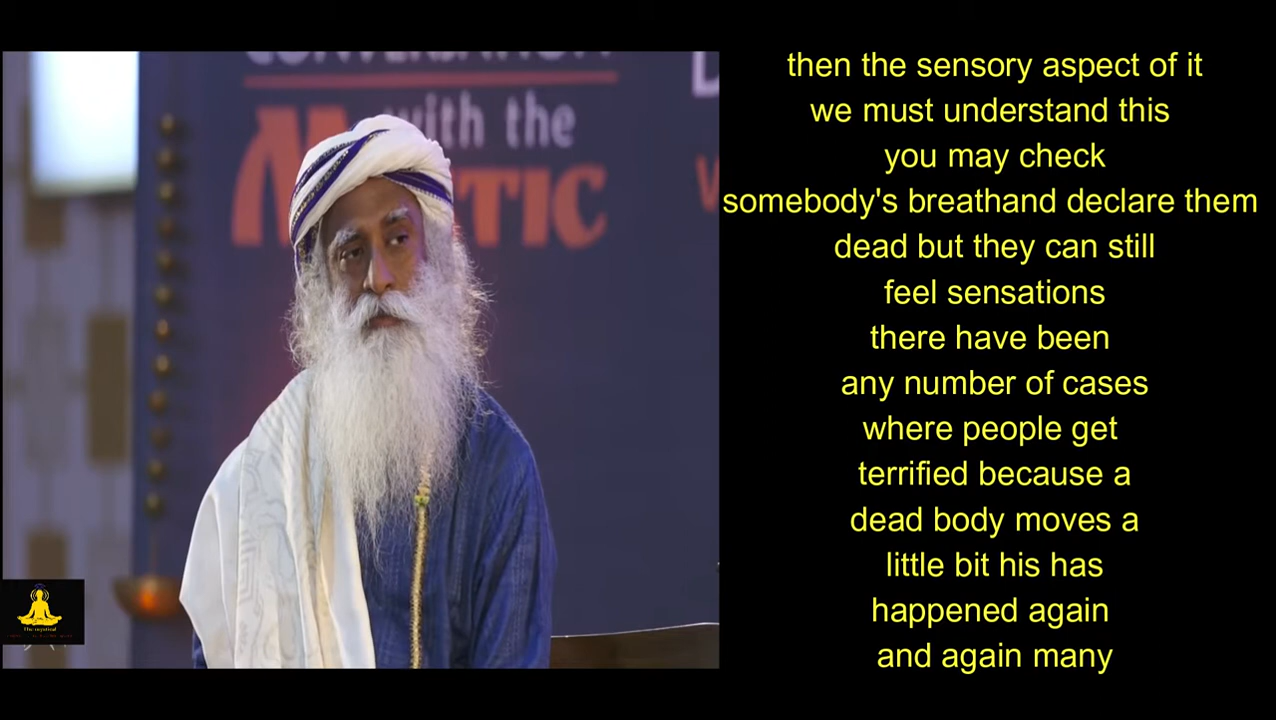 CONVERSATION
with the
then the sensory aspect of it
we must understand this
you may check
somebody's breathand declare them
dead but they can still
feel sensations
there have been
any number of cases
where people get
terrified because a
dead body moves a
little bit his has
happened again
and again many